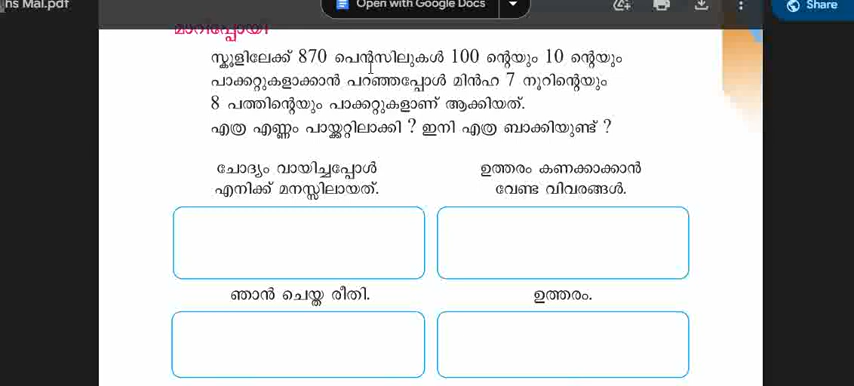 hs Mal.pdf
Open with Google Docs
Share
മാറിപ്പോയി
സ്കൂളിലേക്ക് 870 പെൻസിലുകൾ 100 ന്റെയും 10 ന്റെയും
പാക്കറ്റുകളാക്കാൻ പറഞ്ഞപ്പോൾ മിൻഹ 7 നൂറിന്റെയും
8 പത്തിന്റെയും പാക്കറ്റുകളാണ് ആക്കിയത്.
എത്ര എണ്ണം പായ്ക്കറ്റിലാക്കി ? ഇനി എത്ര ബാക്കിയുണ്ട് ?
ചോദ്യം വായിച്ചപ്പോൾ
എനിക്ക് മനസ്സിലായത്.
ഉത്തരം കണക്കാക്കാൻ
വേണ്ട വിവരങ്ങൾ.
ഞാൻ ചെയ്ത രീതി.
ഉത്തരം.